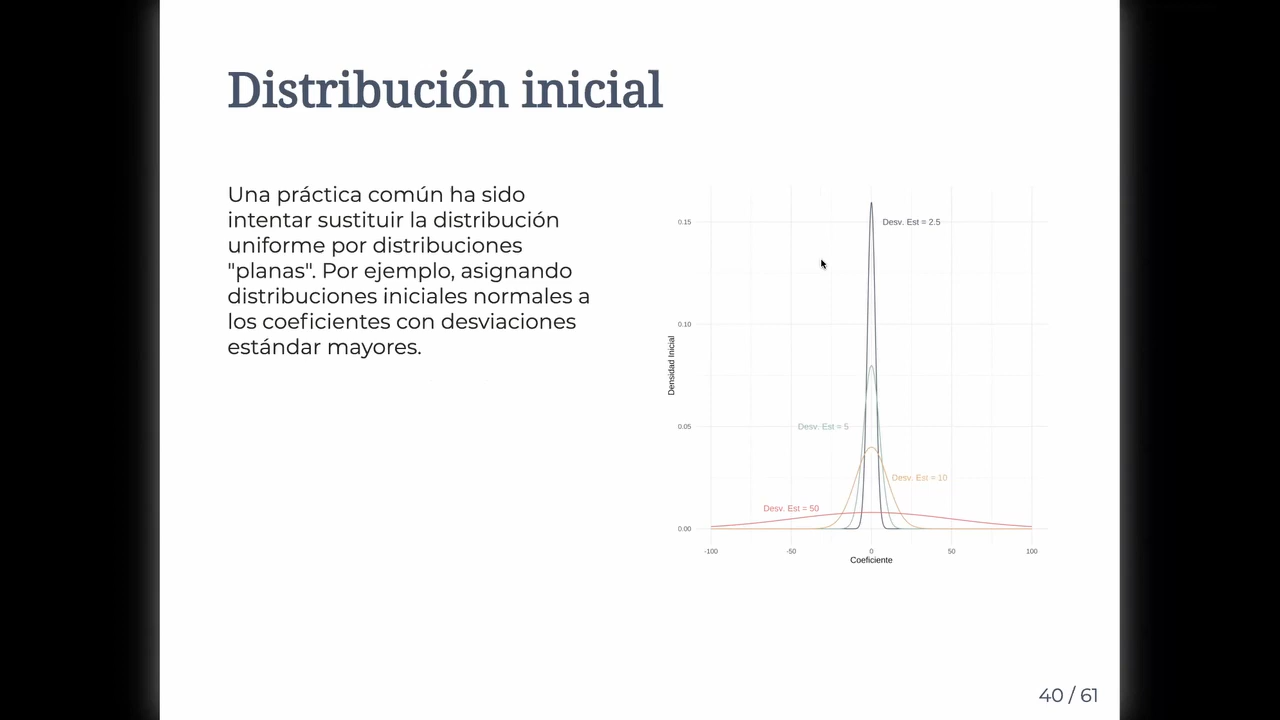 Distribución inicial
Una práctica común ha sido
intentar sustituir la distribución
uniforme por distribuciones
"planas". Por ejemplo, asignando
distribuciones iniciales normales a
los coeficientes con desviaciones
estándar mayores.
0.15
0.10
0.05
0.00
Densidad Inicial
Desv. Est = 2.5
Desv. Est = 5
Desv. Est = 10
Desv. Est = 50
-100
-50
0
50
100
Coeficiente
40 / 61